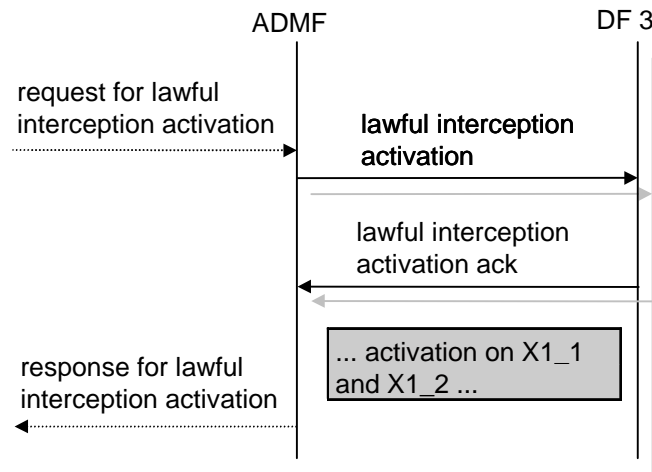 ADMF
DF 3
request for lawful
interception activation
lawful interception
activation
lawful interception
activation ack
... activation on X1_1
and X1_2 ...
response for lawful
interception activation